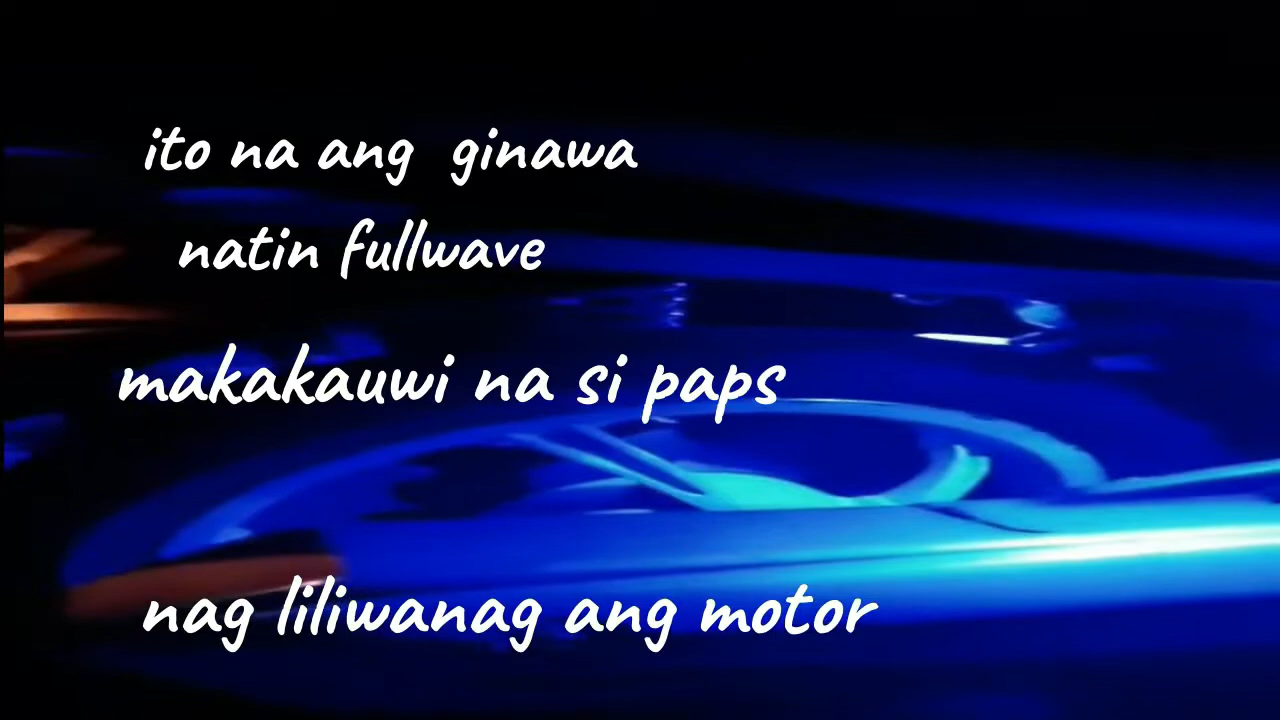 ito na ang ginawa
natin fullwave
makakauwi na si paps
nag liliwanag ang motor